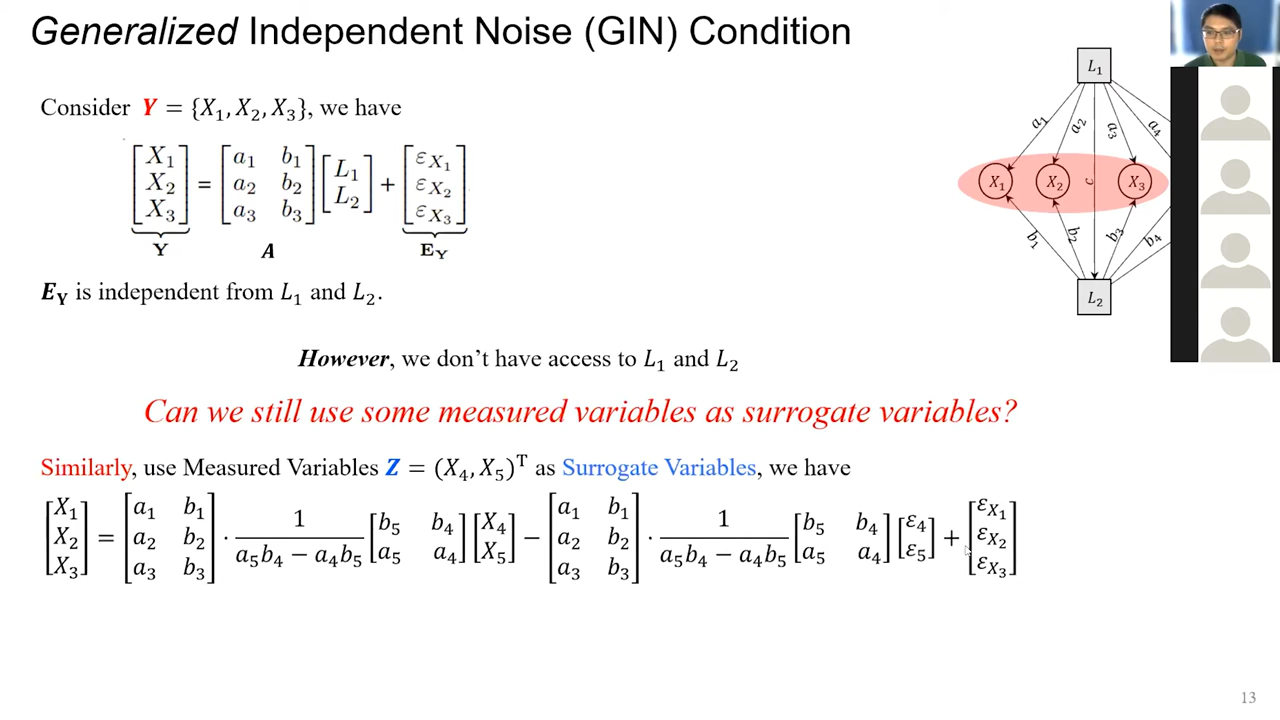 Generalized Independent Noise (GIN) Condition
Consider Y = {X₁, X₂, X₃}, we have
[X₁ X₂ X₃] = [a₁ b₁; a₂ b₂; a₃ b₃] [L₁ L₂] + [ε_X₁ ε_X₂ ε_X₃]
Y A E_Y
E_Y is independent from L₁ and L₂.
However, we don't have access to L₁ and L₂
Can we still use some measured variables as surrogate variables?
Similarly, use Measured Variables Z = (X₄, X₅)ᵀ as Surrogate Variables, we have
[X₁ X₂ X₃] = [a₁ b₁; a₂ b₂; a₃ b₃] · 1/(a₅b₄ − a₄b₅) [b₅ b₄; a₅ a₄] [X₄ X₅] − [a₁ b₁; a₂ b₂; a₃ b₃] · 1/(a₅b₄ − a₄b₅) [b₅ b₄; a₅ a₄] [ε₄ ε₅] + [ε_X₁ ε_X₂ ε_X₃]
L₁
a₁ a₂ a₃ a₄
X₁ X₂ c X₃
b₁ b₂ b₃ b₄
L₂
13